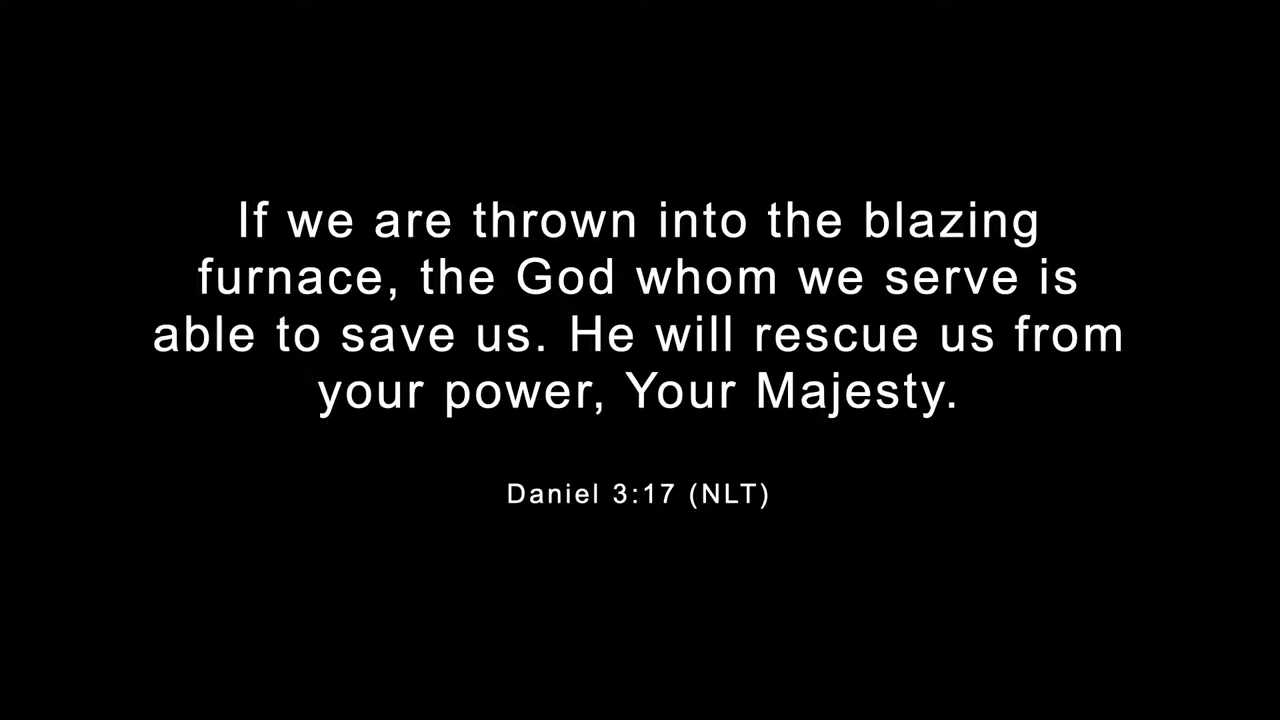 If we are thrown into the blazing
furnace, the God whom we serve is
able to save us. He will rescue us from
your power, Your Majesty.
Daniel 3:17 (NLT)